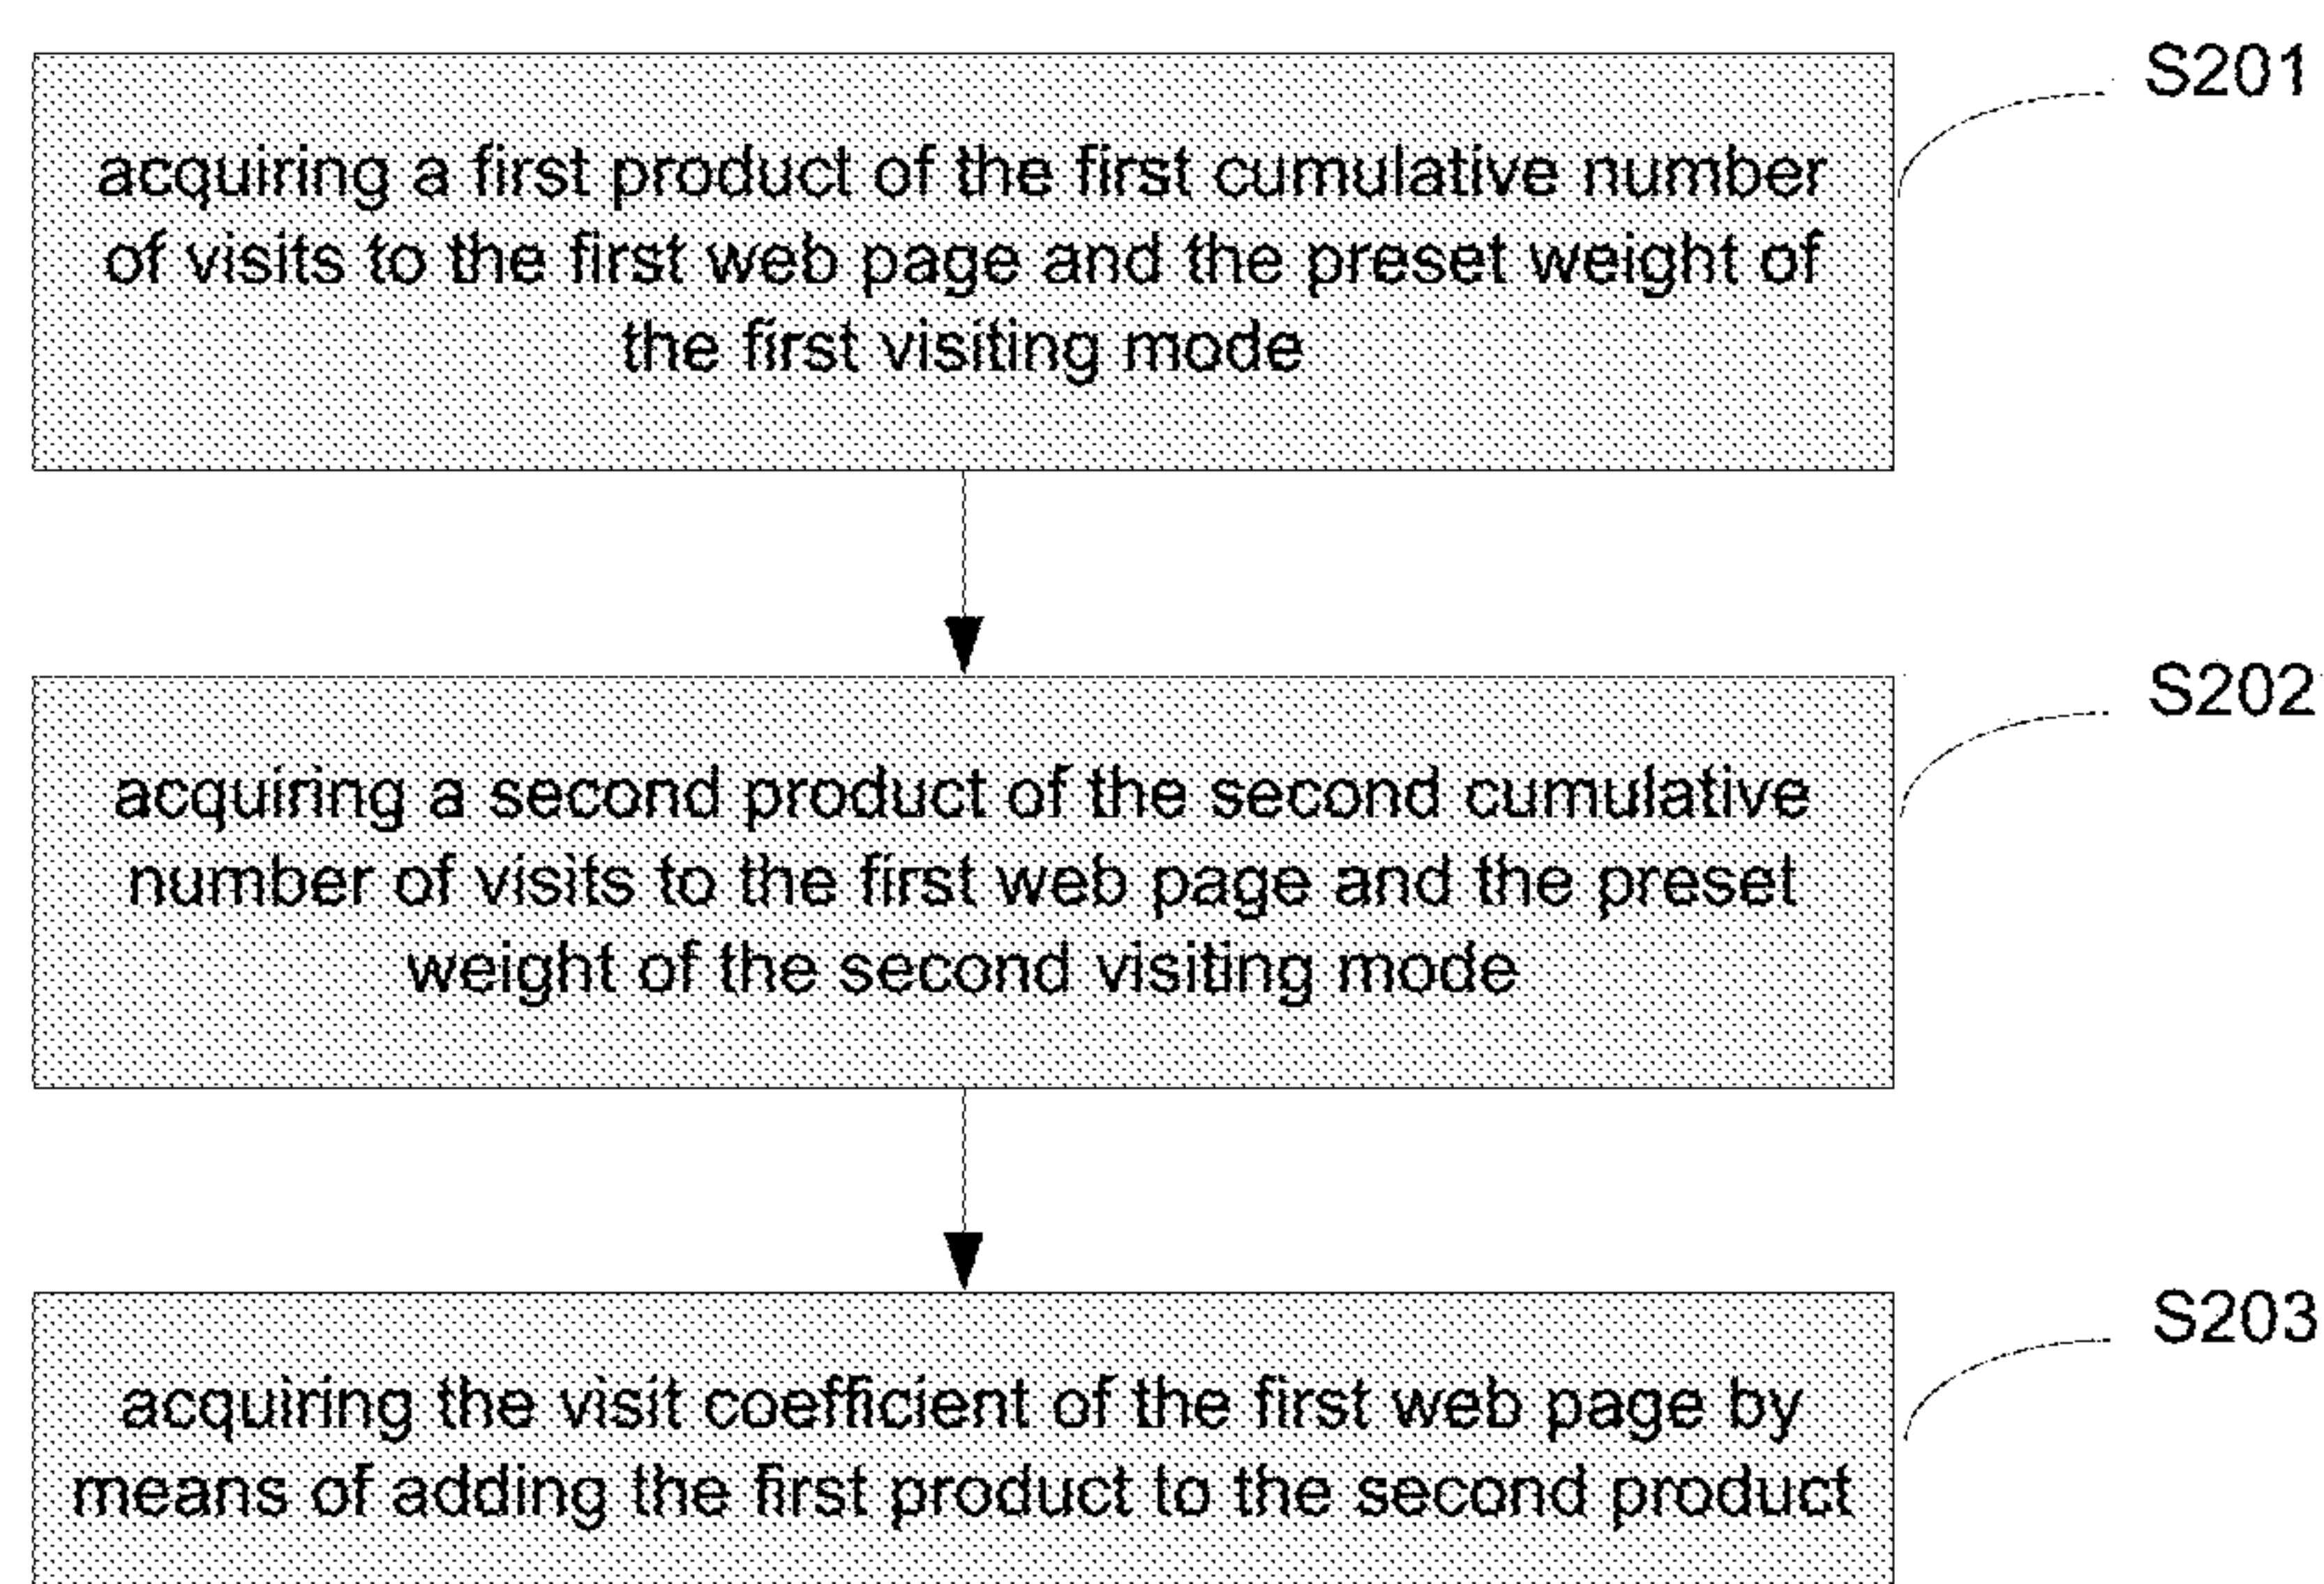 S201
acquiring a first product of the first cumulative number
of visits to the first web page and the preset weight of
the first visiting mode
S202
acquiring a second product of the second cumulative
number of visits to the first web page and the preset
weight of the second visiting mode
S203
acquiring the visit coefficient of the first web page by
means of adding the first product to the second product